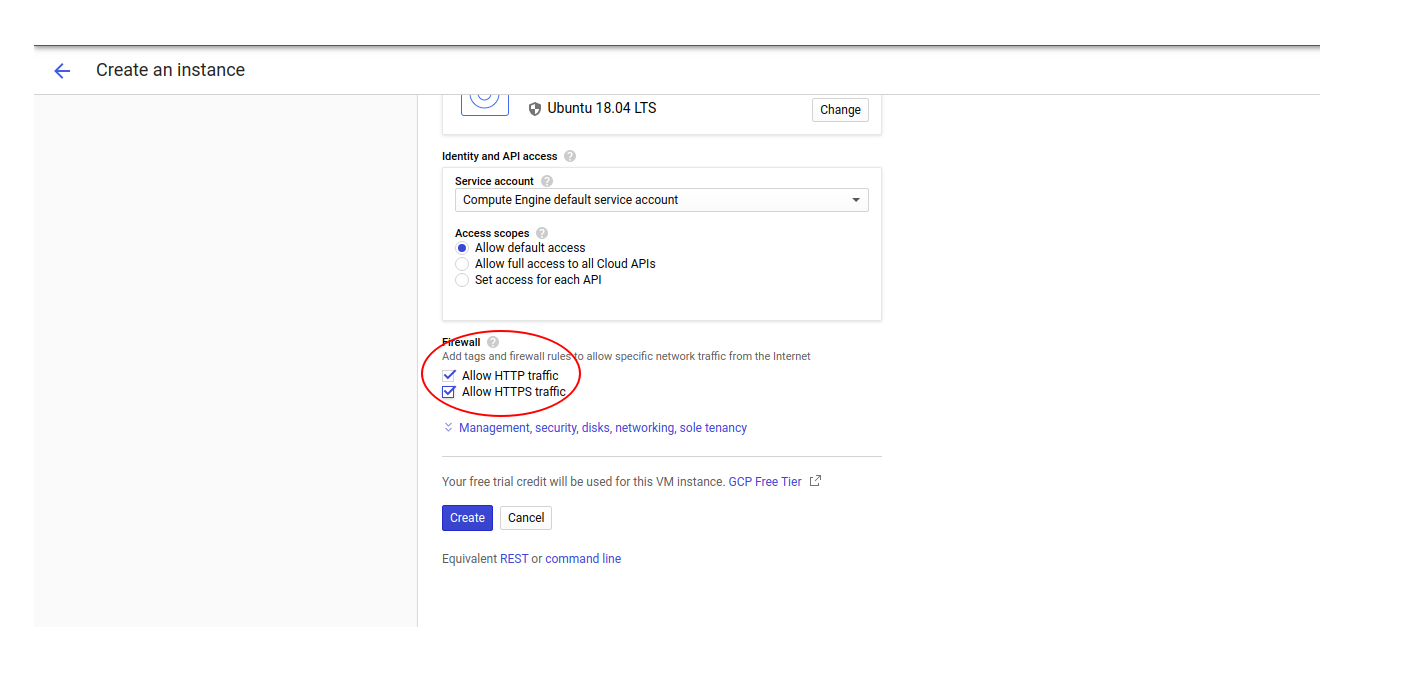 Create an instance
Ubuntu 18.04 LTS
Change
Identity and API access ?
Service account ?
Compute Engine default service account
Access scopes ?
Allow default access
Allow full access to all Cloud APIs
Set access for each API
Firewall ?
Add tags and firewall rules to allow specific network traffic from the Internet
Allow HTTP traffic
Allow HTTPS traffic
Management, security, disks, networking, sole tenancy
Your free trial credit will be used for this VM instance. GCP Free Tier
Create Cancel
Equivalent REST or command line